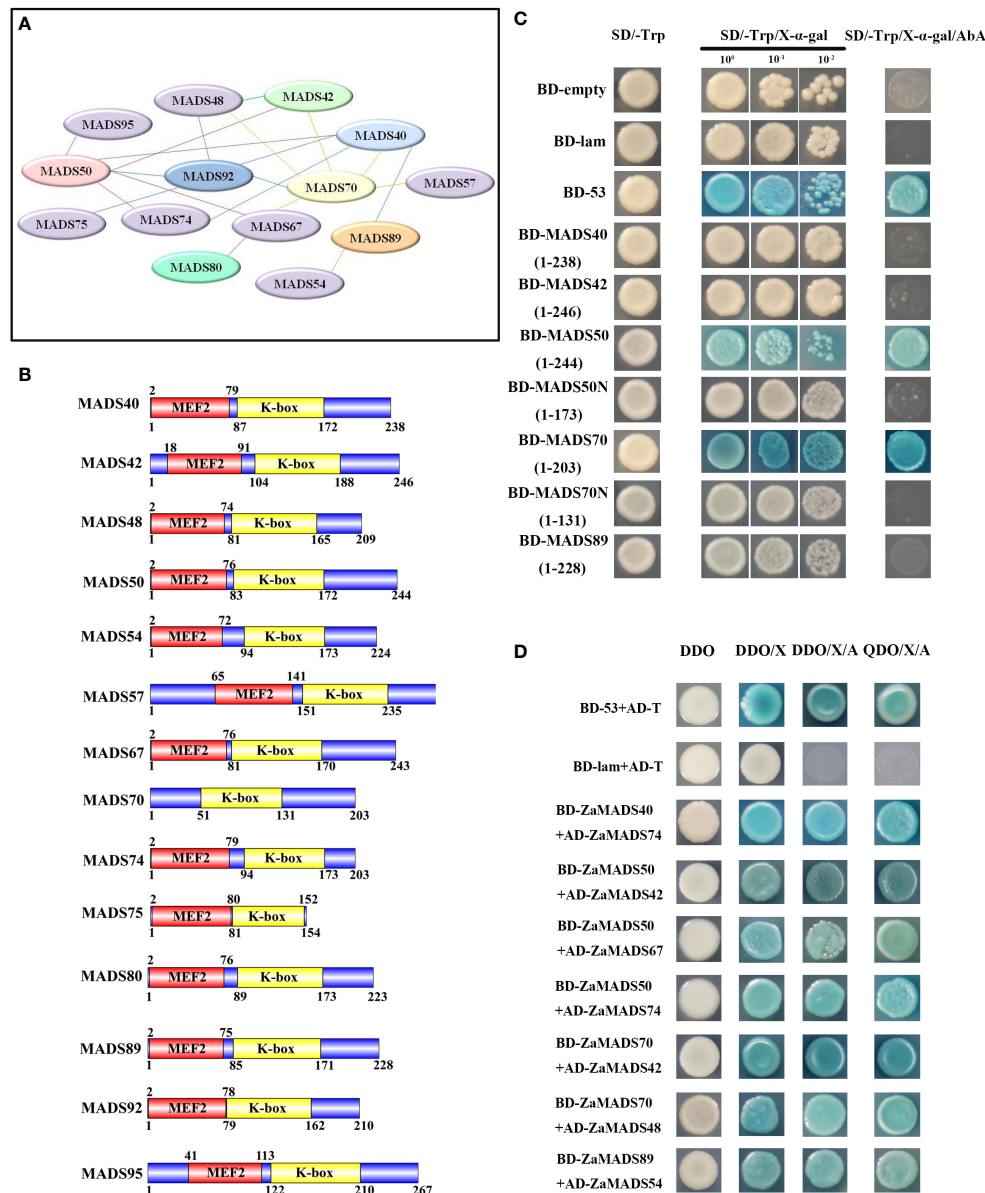 A
MADS48
MADS42
MADS95
MADS40
MADS50
MADS92
MADS70
MADS57
MADS75
MADS74
MADS67
MADS89
MADS80
MADS54
B
MADS40
2 79
MEF2 K-box
1 87 172 238
MADS42
18 91
MEF2 K-box
1 104 188 246
MADS48
2 74
MEF2 K-box
1 81 165 209
MADS50
2 76
MEF2 K-box
1 83 172 244
MADS54
2 72
MEF2 K-box
1 94 173 224
MADS57
65 141
MEF2 K-box
1 151 235
MADS67
2 76
MEF2 K-box
1 81 170 243
MADS70
K-box
1 51 131 203
MADS74
2 79
MEF2 K-box
1 94 173 203
MADS75
2 80 152
MEF2 K-box
1 81 154
MADS80
2 76
MEF2 K-box
1 89 173 223
MADS89
2 75
MEF2 K-box
1 85 171 228
MADS92
2 78
MEF2 K-box
1 79 162 210
MADS95
41 113
MEF2 K-box
1 122 210 267
C
SD/-Trp SD/-Trp/X-α-gal SD/-Trp/X-α-gal/AbA
10⁰ 10⁻¹ 10⁻²
BD-empty
BD-lam
BD-53
BD-MADS40
(1-238)
BD-MADS42
(1-246)
BD-MADS50
(1-244)
BD-MADS50N
(1-173)
BD-MADS70
(1-203)
BD-MADS70N
(1-131)
BD-MADS89
(1-228)
D
DDO DDO/X DDO/X/A QDO/X/A
BD-53+AD-T
BD-lam+AD-T
BD-ZaMADS40
+AD-ZaMADS74
BD-ZaMADS50
+AD-ZaMADS42
BD-ZaMADS50
+AD-ZaMADS67
BD-ZaMADS50
+AD-ZaMADS74
BD-ZaMADS70
+AD-ZaMADS42
BD-ZaMADS70
+AD-ZaMADS48
BD-ZaMADS89
+AD-ZaMADS54